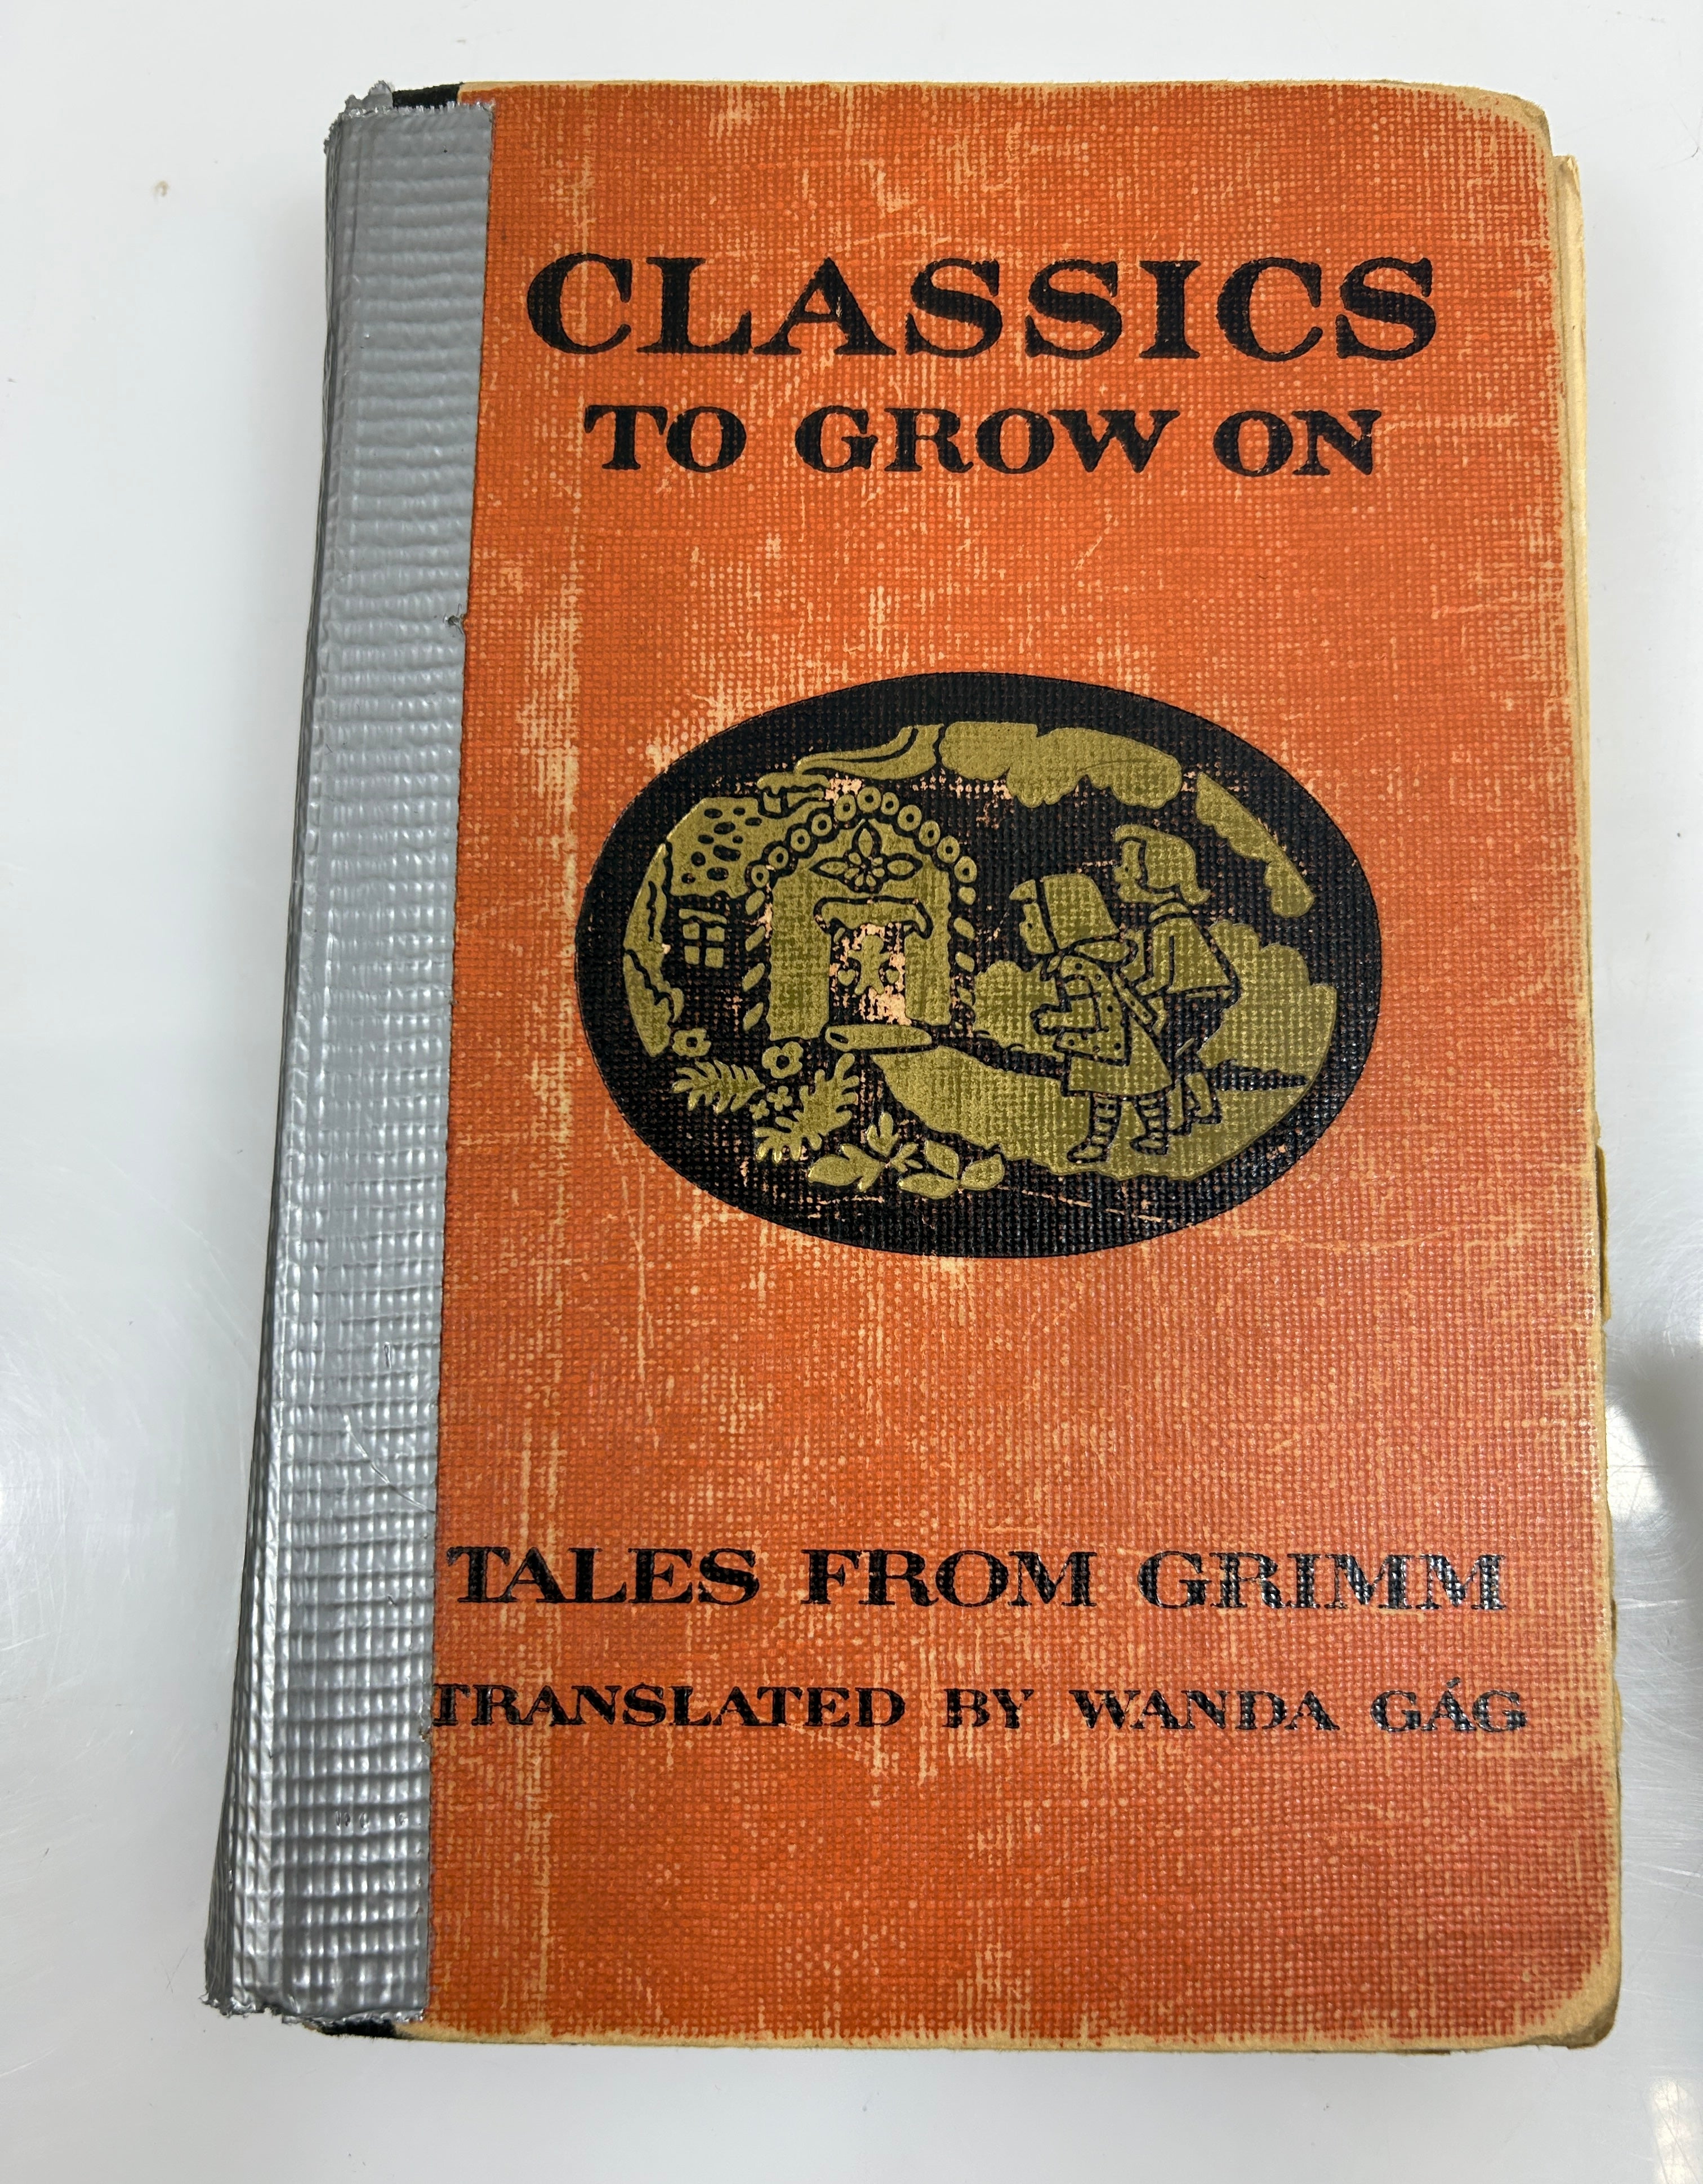 CLASSICS
TO GROW ON
TALES FROM GRIMM
TRANSLATED BY WANDA GÁG